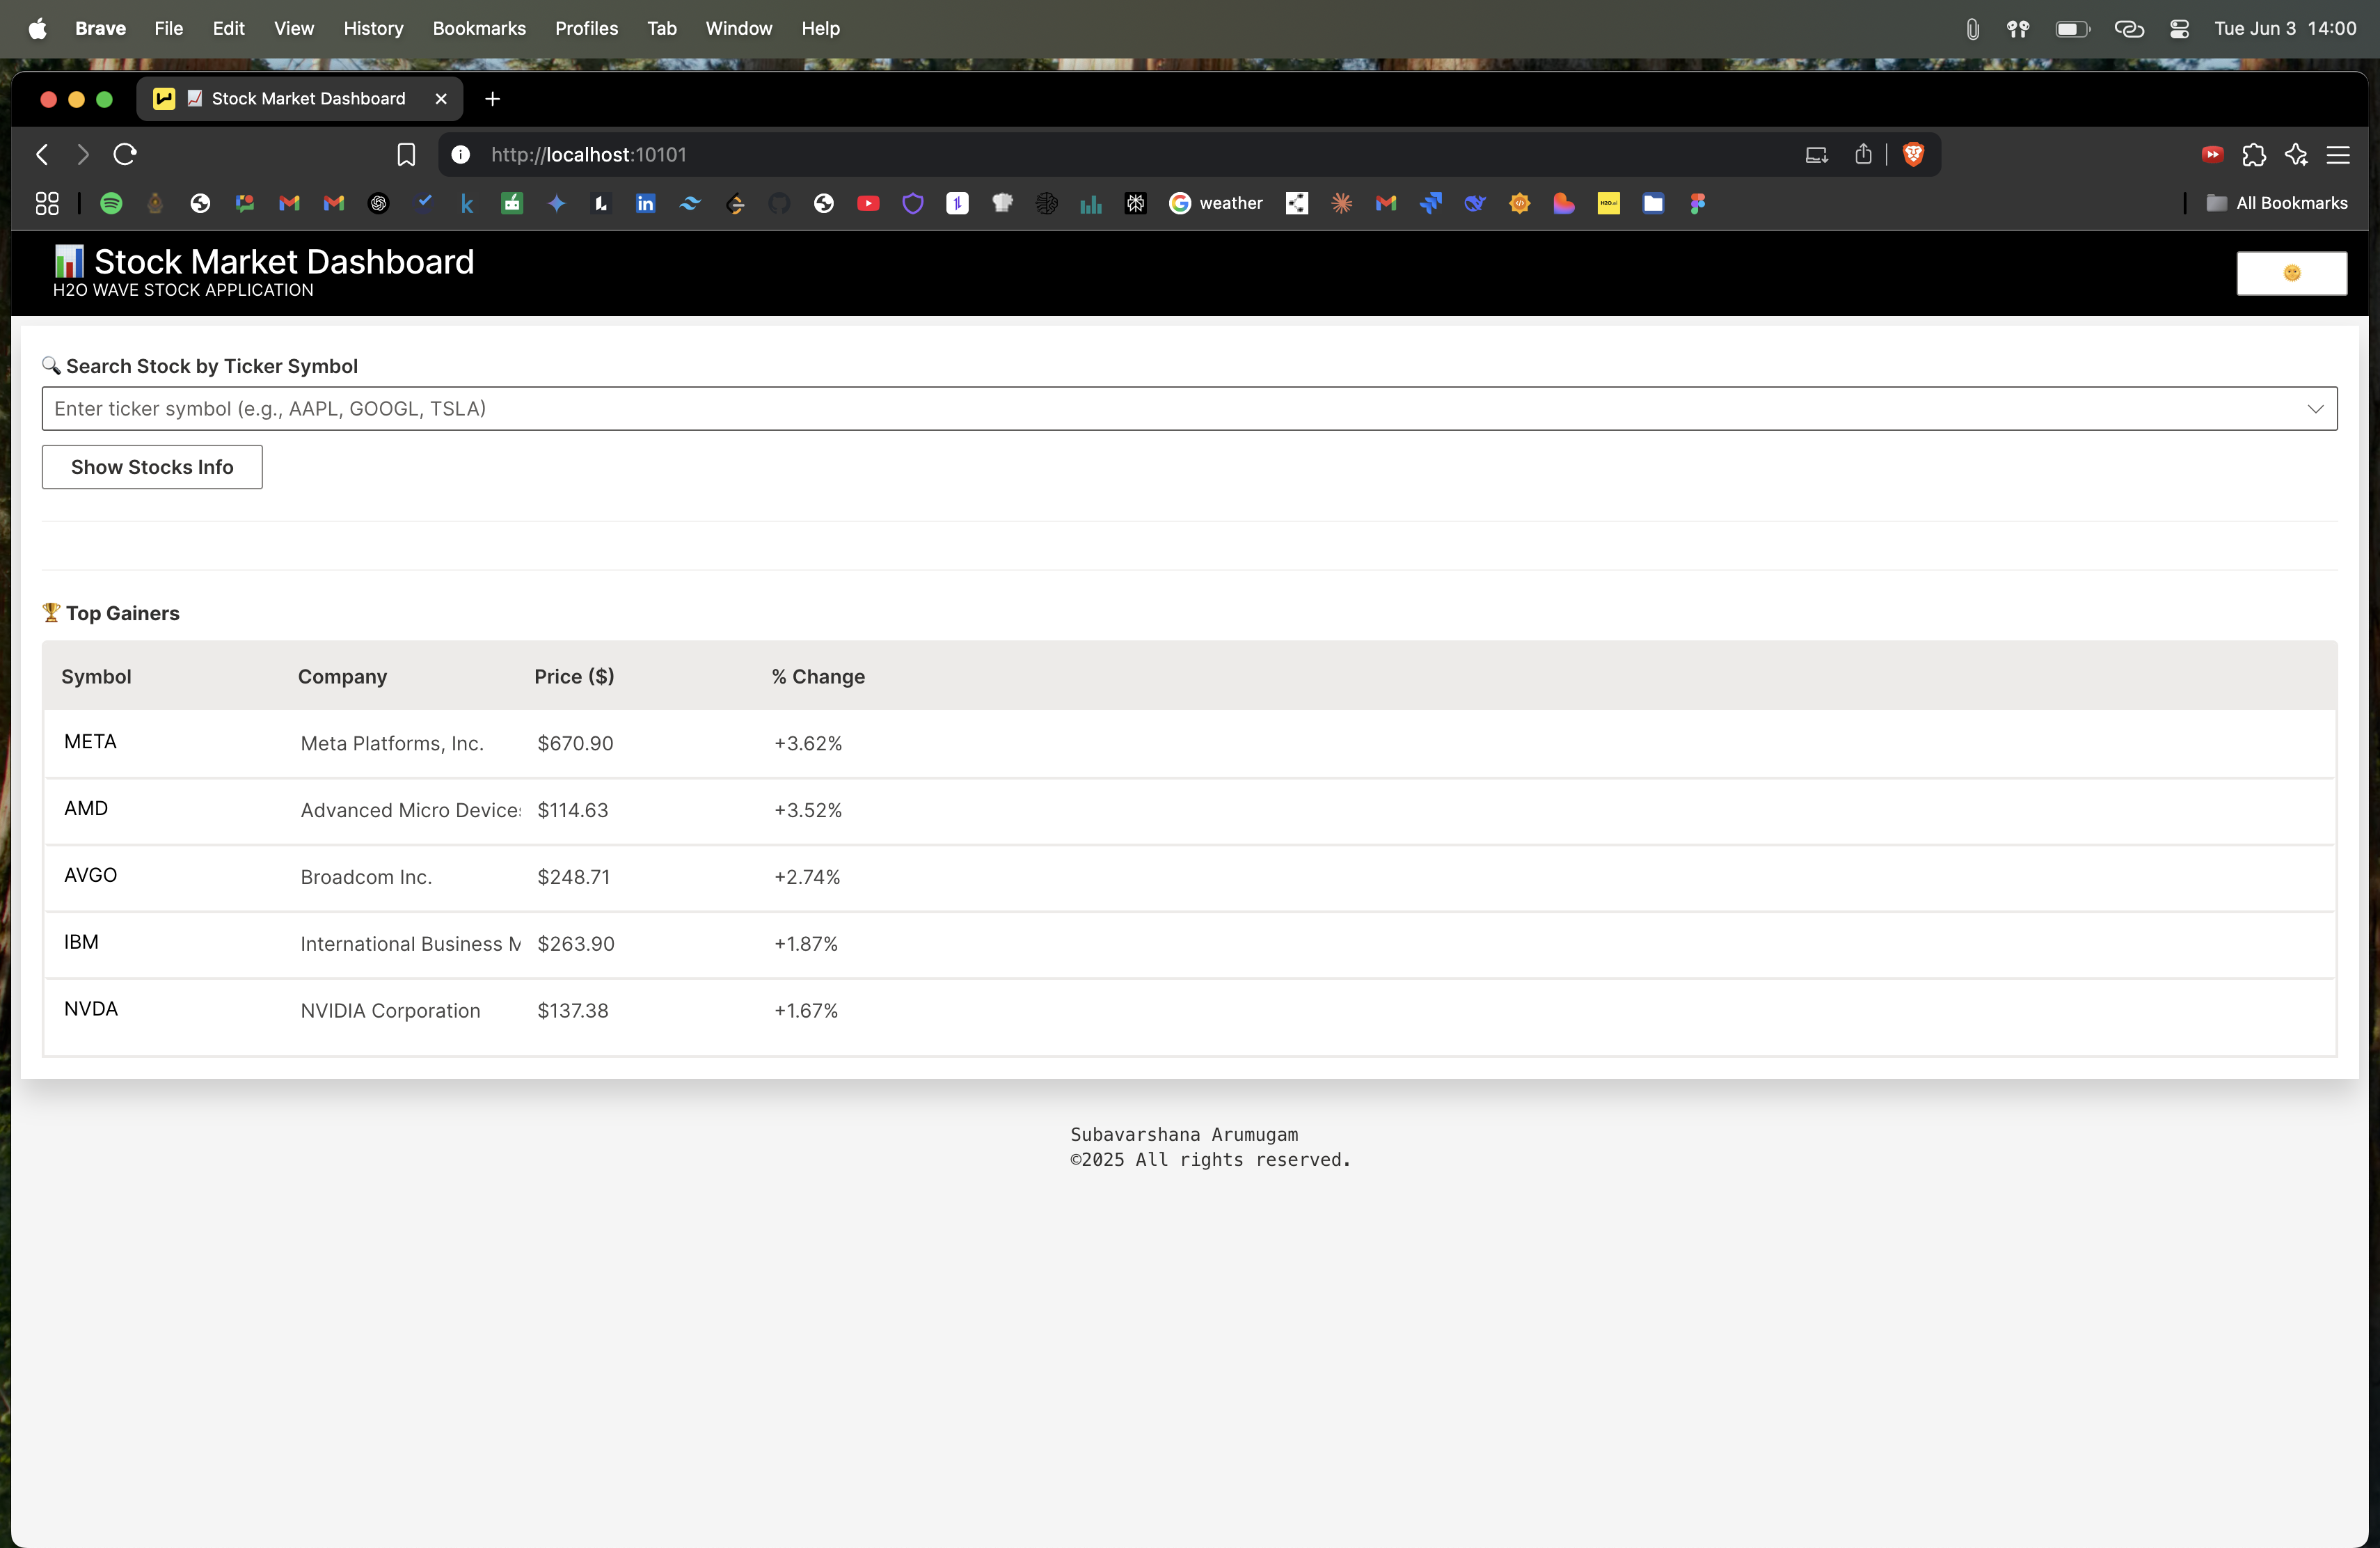 Brave File Edit View History Bookmarks Profiles Tab Window Help Tue Jun 3 14:00
Stock Market Dashboard
http://localhost:10101
weather All Bookmarks
Stock Market Dashboard
H2O WAVE STOCK APPLICATION
Search Stock by Ticker Symbol
Enter ticker symbol (e.g., AAPL, GOOGL, TSLA)
Show Stocks Info
Top Gainers
Symbol Company Price ($) % Change
META Meta Platforms, Inc. $670.90 +3.62%
AMD Advanced Micro Devices $114.63 +3.52%
AVGO Broadcom Inc. $248.71 +2.74%
IBM International Business M $263.90 +1.87%
NVDA NVIDIA Corporation $137.38 +1.67%
Subavarshana Arumugam
©2025 All rights reserved.